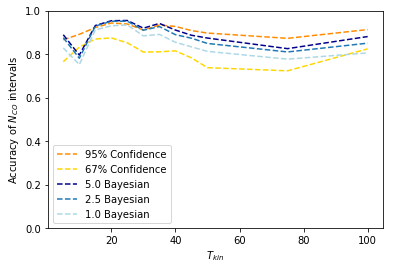 1.0
0.8
0.6
0.4
0.2
0.0
Accuracy of N_CO intervals
95% Confidence
67% Confidence
5.0 Bayesian
2.5 Bayesian
1.0 Bayesian
20
40
60
80
100
T_kin